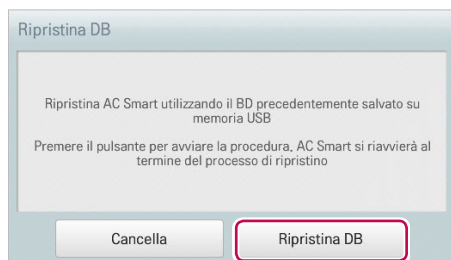 Ripristina DB
Ripristina AC Smart utilizzando il BD precedentemente salvato su
memoria USB
Premere il pulsante per avviare la procedura, AC Smart si riavvierà al
termine del processo di ripristino
Cancella
Ripristina DB